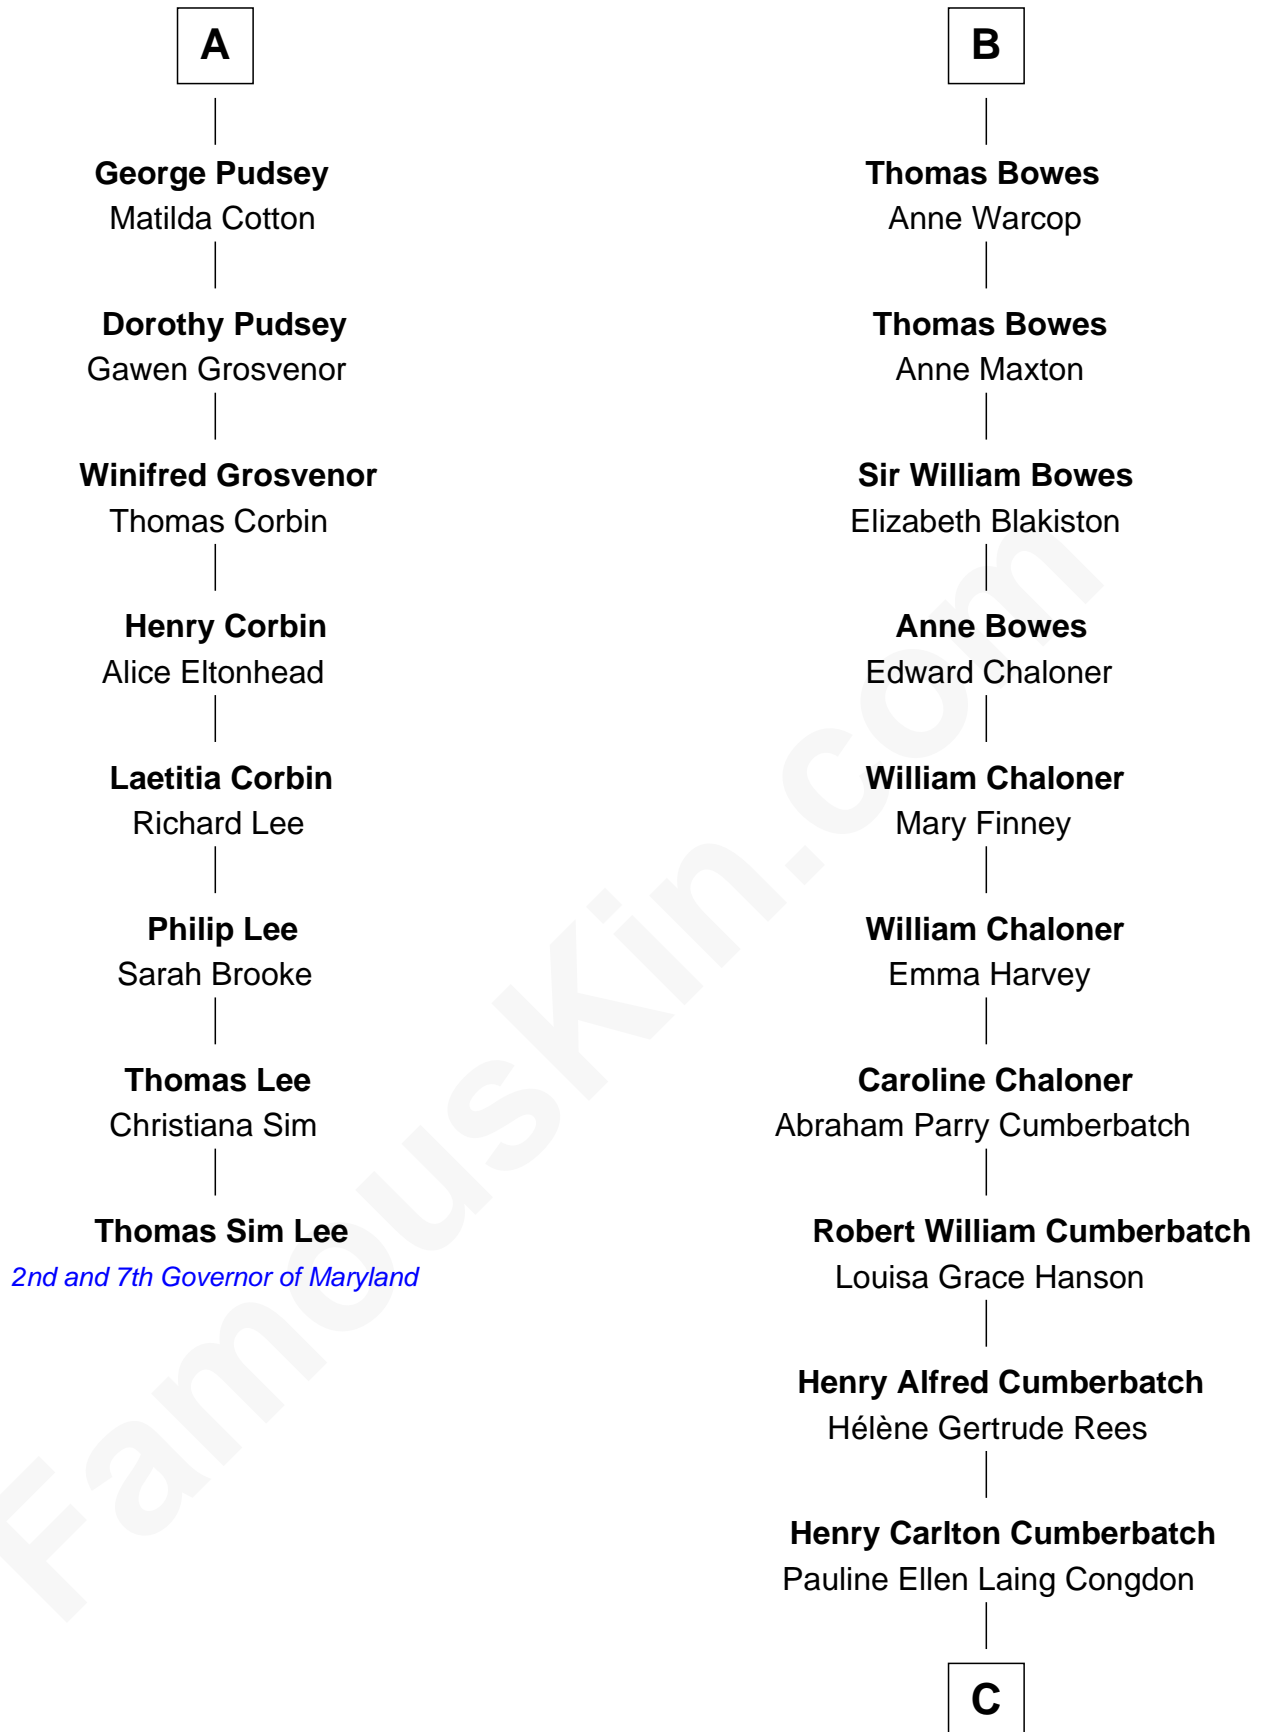 A
George Pudsey
Matilda Cotton
Dorothy Pudsey
Gawen Grosvenor
Winifred Grosvenor
Thomas Corbin
Henry Corbin
Alice Eltonhead
Laetitia Corbin
Richard Lee
Philip Lee
Sarah Brooke
Thomas Lee
Christiana Sim
Thomas Sim Lee
2nd and 7th Governor of Maryland
B
Thomas Bowes
Anne Warcop
Thomas Bowes
Anne Maxton
Sir William Bowes
Elizabeth Blakiston
Anne Bowes
Edward Chaloner
William Chaloner
Mary Finney
William Chaloner
Emma Harvey
Caroline Chaloner
Abraham Parry Cumberbatch
Robert William Cumberbatch
Louisa Grace Hanson
Henry Alfred Cumberbatch
Hélène Gertrude Rees
Henry Carlton Cumberbatch
Pauline Ellen Laing Congdon
C
FamousKin.com